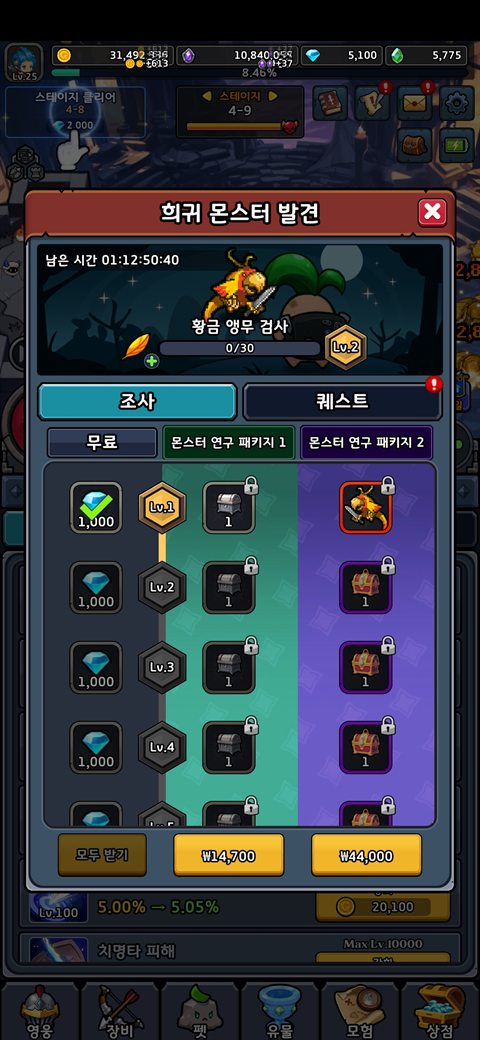 Lv.25
5,100
5,775
8.46%
스테이지 클리어
4-8
2,000
스테이지
4-9
희귀 몬스터 발견
남은 시간 01:12:50:40
황금 앵무 검사
0/30
Lv.2
조사
퀘스트
무료
몬스터 연구 패키지 1
몬스터 연구 패키지 2
1,000
Lv.1
1
1,000
Lv.2
1
1
1,000
Lv.3
1
1
1,000
Lv.4
1
1
모두 받기
₩14,700
₩44,000
Lv.100
5.00% → 5.05%
20,100
치명타 피해
Max Lv.10000
영웅
장비
펫
유물
모험
상점